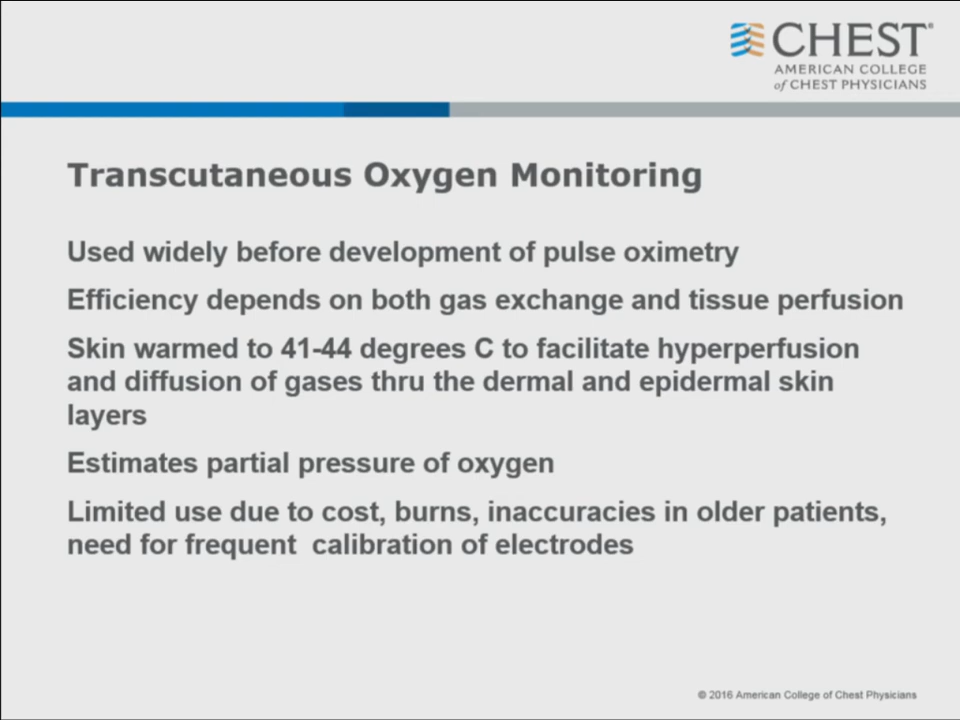 CHEST®
AMERICAN COLLEGE
of CHEST PHYSICIANS
Transcutaneous Oxygen Monitoring
Used widely before development of pulse oximetry
Efficiency depends on both gas exchange and tissue perfusion
Skin warmed to 41-44 degrees C to facilitate hyperperfusion
and diffusion of gases thru the dermal and epidermal skin
layers
Estimates partial pressure of oxygen
Limited use due to cost, burns, inaccuracies in older patients,
need for frequent  calibration of electrodes
© 2016 American College of Chest Physicians